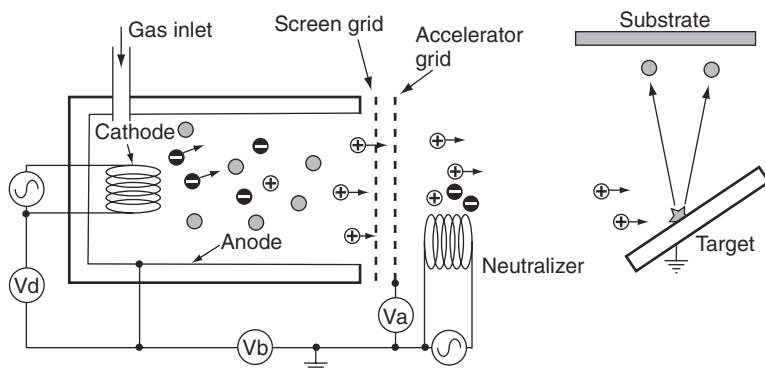 Gas inlet
Screen grid
Accelerator
grid
Substrate
Cathode
Anode
Neutralizer
Target
Vd
Va
Vb